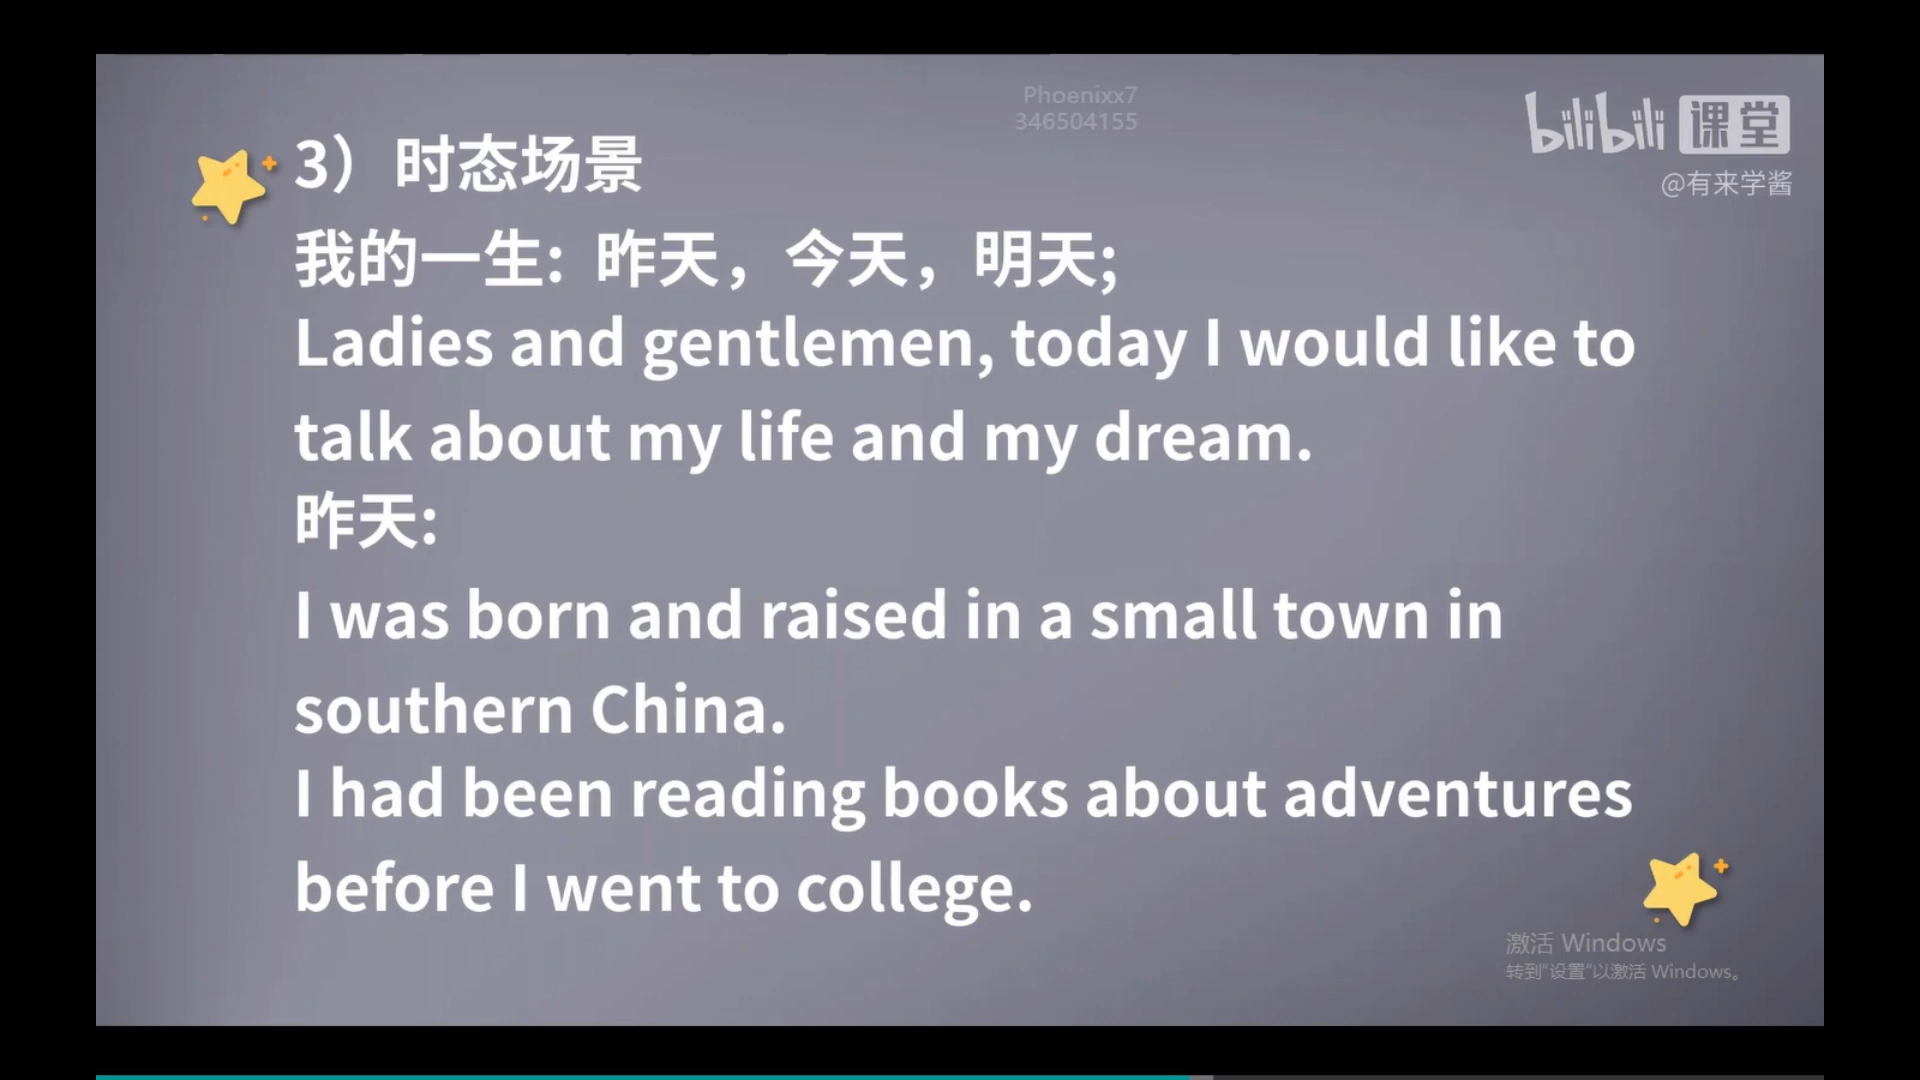 Phoenixx7
346504155
bilibili 课堂
@有来学酱
3）时态场景
我的一生: 昨天，今天，明天;
Ladies and gentlemen, today I would like to
talk about my life and my dream.
昨天:
I was born and raised in a small town in
southern China.
I had been reading books about adventures
before I went to college.
激活 Windows
转到“设置”以激活 Windows。